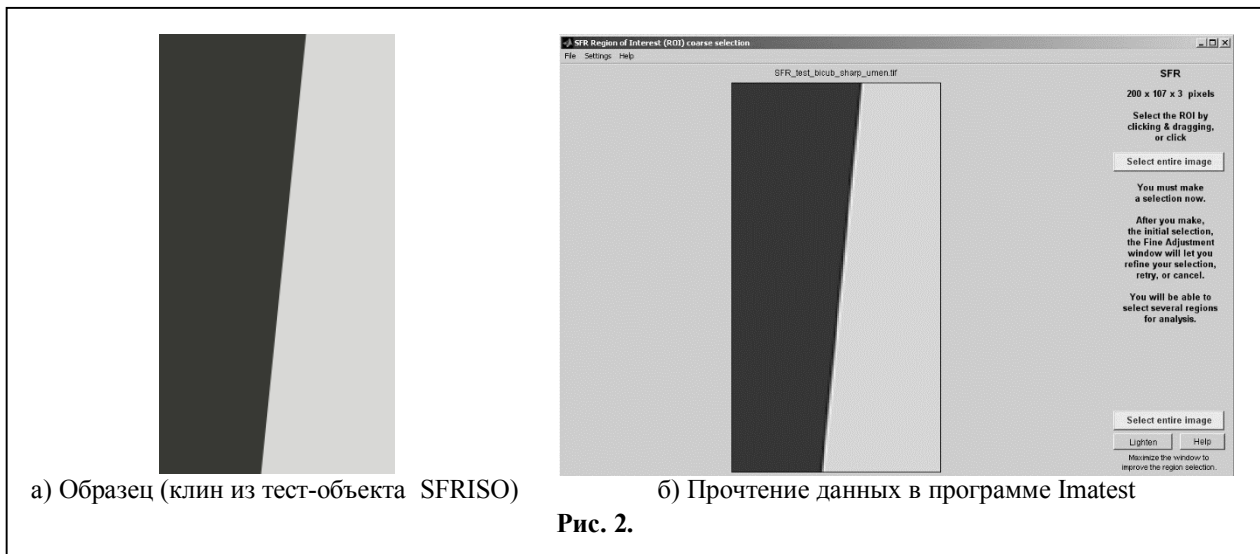 SFR Region of Interest (ROI) coarse selection
File Settings Help
SFR_test_bicub_sharp_umen.tif
SFR
200 x 107 x 3 pixels
Select the ROI by
clicking & dragging,
or click
Select entire image
You must make
a selection now.
After you make,
the initial selection,
the Fine Adjustment
window will let you
refine your selection,
retry, or cancel.
You will be able to
select several regions
for analysis.
Select entire image
Lighten Help
Maximize the window to
improve the region selection.
а) Образец (клин из тест-объекта SFRISO)
б) Прочтение данных в программе Imatest
Рис. 2.